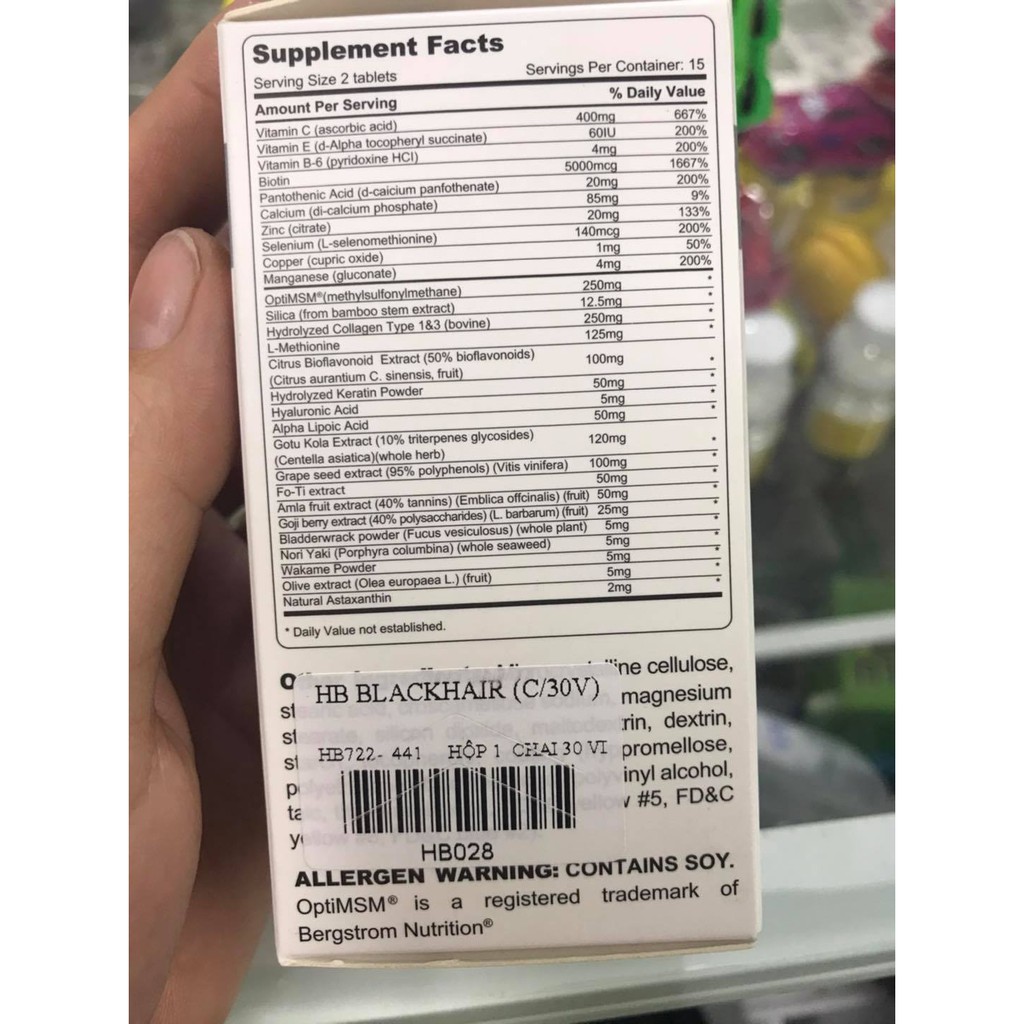 Supplement Facts
Serving Size 2 tablets Servings Per Container: 15
Amount Per Serving % Daily Value
Vitamin C (ascorbic acid) 400mg 667%
Vitamin E (d-Alpha tocopheryl succinate) 60IU 200%
Vitamin B-6 (pyridoxine HCI) 4mg 200%
Biotin 5000mcg 1667%
Pantothenic Acid (d-caicium panfothenate) 20mg 200%
Calcium (di-calcium phosphate) 85mg 9%
Zinc (citrate) 20mg 133%
Selenium (L-selenomethionine) 140mcg 200%
Copper (cupric oxide) 1mg 50%
Manganese (gluconate) 4mg 200%
OptiMSM®(methylsulfonylmethane) 250mg *
Silica (from bamboo stem extract) 12.5mg *
Hydrolyzed Collagen Type 1&3 (bovine) 250mg *
L-Methionine 125mg *
Citrus Bioflavonoid Extract (50% bioflavonoids)
(Citrus aurantium C. sinensis, fruit) 100mg *
Hydrolyzed Keratin Powder 50mg *
Hyaluronic Acid 5mg *
Alpha Lipoic Acid 50mg *
Gotu Kola Extract (10% triterpenes glycosides)
(Centella asiatica)(whole herb) 120mg *
Grape seed extract (95% polyphenols) (Vitis vinifera) 100mg *
Fo-Ti extract 50mg *
Amla fruit extract (40% tannins) (Emblica offcinalis) (fruit) 50mg *
Goji berry extract (40% polysaccharides) (L. barbarum) (fruit) 25mg *
Bladderwrack powder (Fucus vesiculosus) (whole plant) 5mg *
Nori Yaki (Porphyra columbina) (whole seaweed) 5mg *
Wakame Powder 5mg *
Olive extract (Olea europaea L.) (fruit) 5mg *
Natural Astaxanthin 2mg *
* Daily Value not established.
cellulose,
magnesium
dextrin,
#5, FD&C
HB BLACKHAIR (C/30V)
HB722- 441 HỘP 1 CHAI 30 VI
HB028
ALLERGEN WARNING: CONTAINS SOY.
OptiMSM® is a registered trademark of
Bergstrom Nutrition®